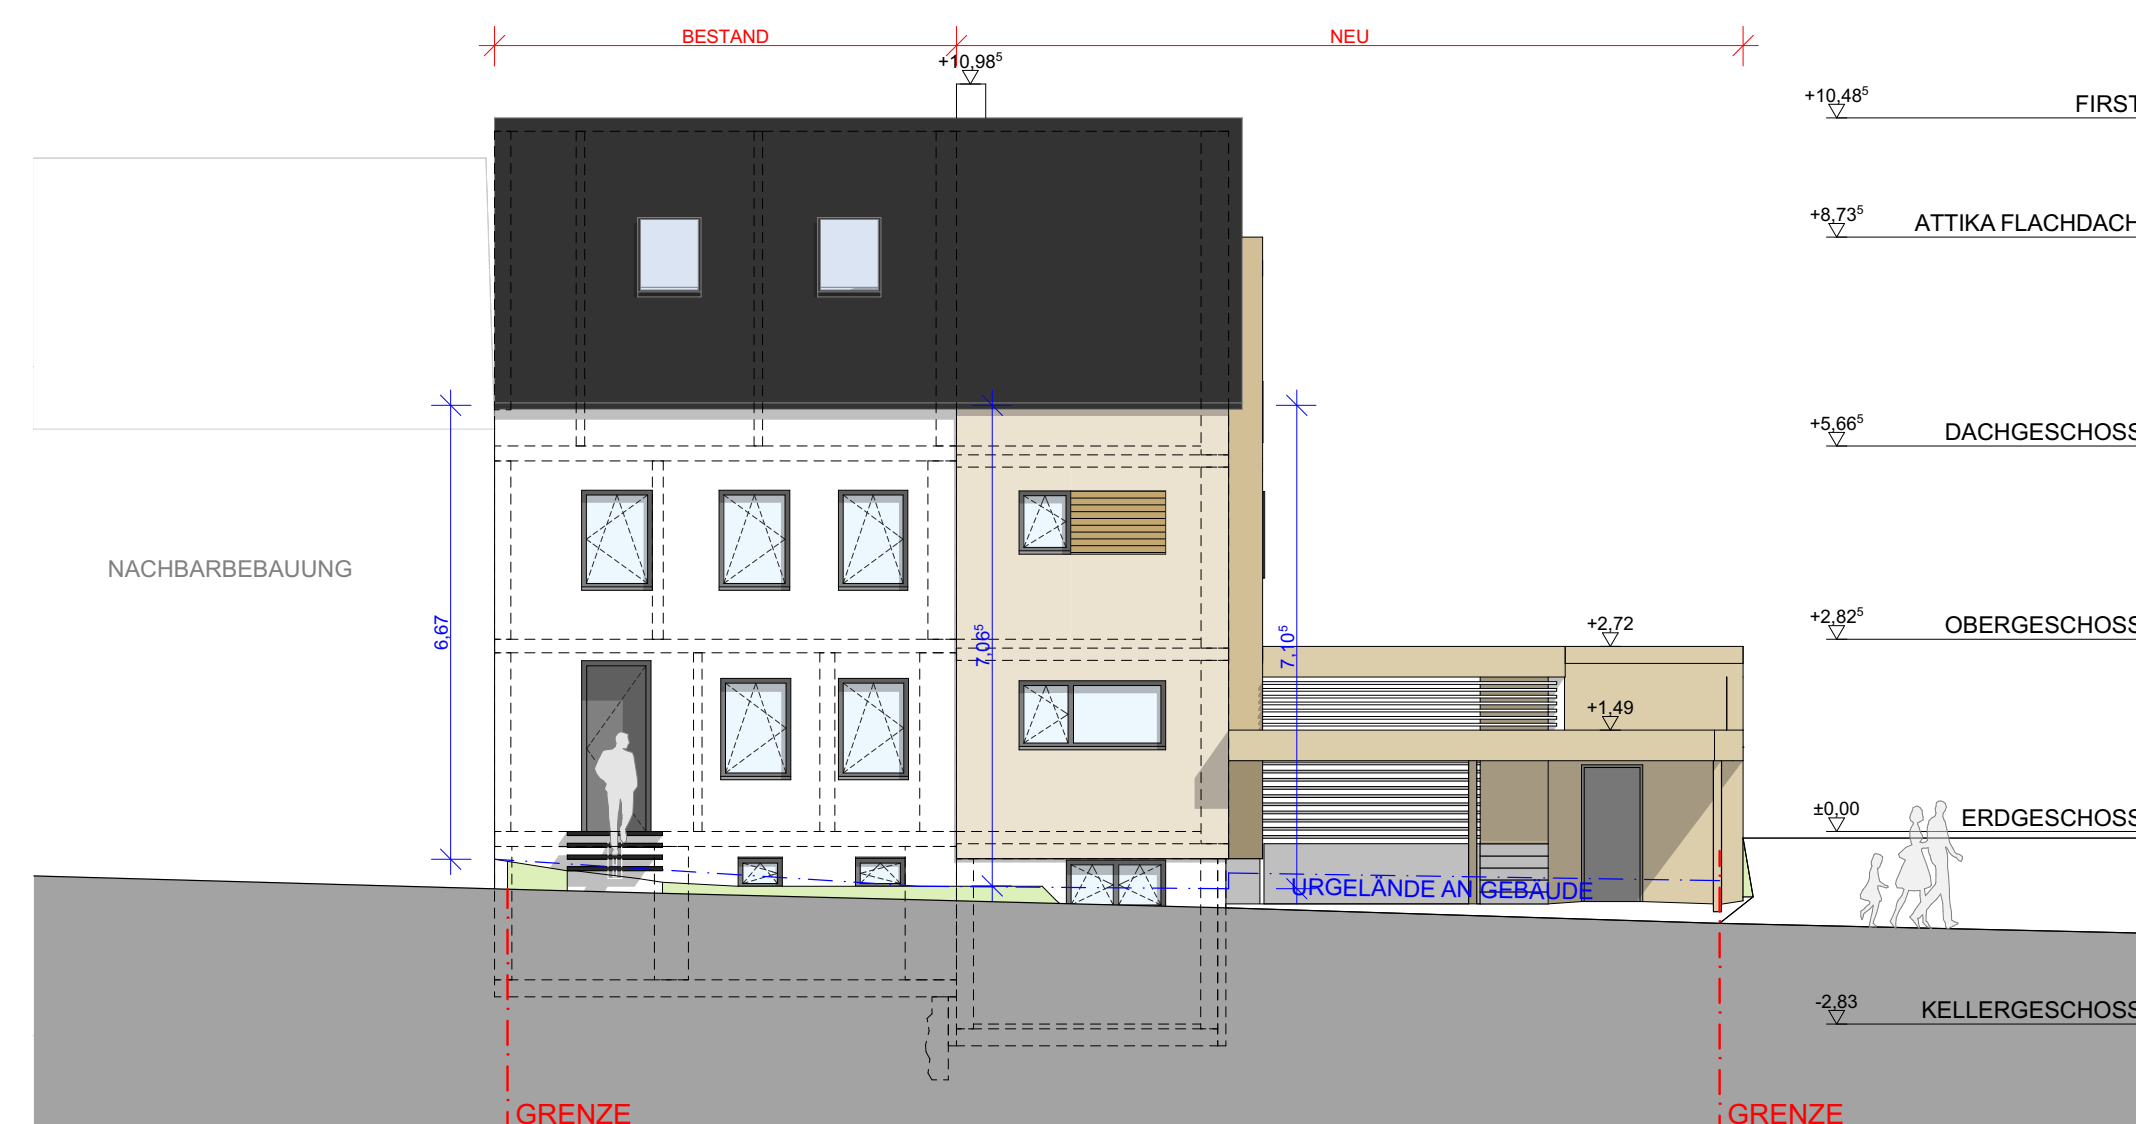 BESTAND
NEU
+10,98⁵
+10,48⁵
FIRST
+8,73⁵
ATTIKA FLACHDACH
+5,66⁵
DACHGESCHOSS
NACHBARBEBAUUNG
6,67
7,06⁵
7,10⁵
+2,72
+2,82⁵
OBERGESCHOSS
+1,49
±0,00
ERDGESCHOSS
URGELÄNDE AN GEBÄUDE
-2,83
KELLERGESCHOSS
GRENZE
GRENZE